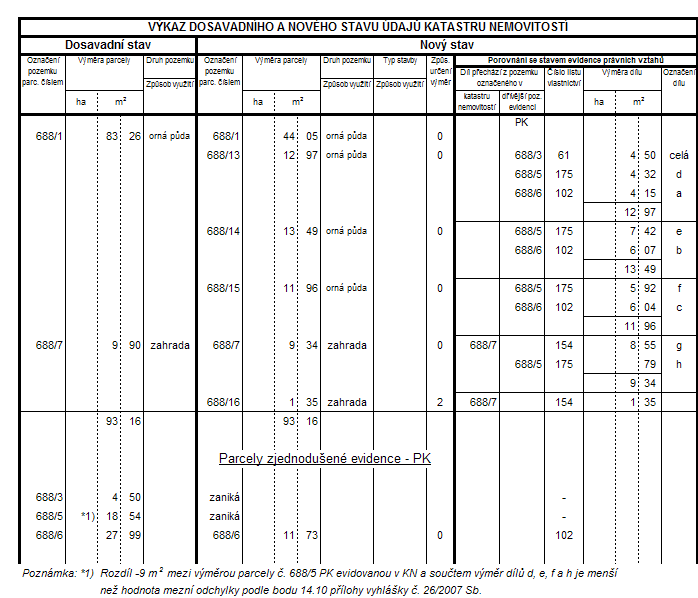 VÝKAZ DOSAVADNÍHO A NOVÉHO STAVU ÚDAJŮ KATASTRU NEMOVITOSTÍ
Dosavadní stav Nový stav
Označení pozemku parc. číslem Výměra parcely Druh pozemku Označení pozemku parc. číslem Výměra parcely Druh pozemku Typ stavby Způs. určení výměr Porovnání se stavem evidence právních vztahů
Způsob využití Způsob využití Způsob využití Díl přechází z pozemku označeného v Číslo listu vlastnictví Výměra dílu Označení dílu
ha m² ha m² katastru nemovitostí dřívější poz. evidenci ha m²
PK
688/1 83 26 orná půda 688/1 44 05 orná půda 0
688/13 12 97 orná půda 0 688/3 61 4 50 celá
688/5 175 4 32 d
688/6 102 4 15 a
12 97
688/14 13 49 orná půda 0 688/5 175 7 42 e
688/6 102 6 07 b
13 49
688/15 11 96 orná půda 0 688/5 175 5 92 f
688/6 102 6 04 c
11 96
688/7 9 90 zahrada 688/7 9 34 zahrada 0 688/7 154 8 55 g
688/5 175 79 h
9 34
688/16 1 35 zahrada 2 688/7 154 1 35
93 16 93 16
Parcely zjednodušené evidence - PK
688/3 4 50 zaniká -
688/5 *1) 18 54 zaniká -
688/6 27 99 688/6 11 73 0 102
Poznámka: *1) Rozdíl -9 m² mezi výměrou parcely č. 688/5 PK evidovanou v KN a součtem výměr dílů d, e, f a h je menší
než hodnota mezní odchylky podle bodu 14.10 přílohy vyhlášky č. 26/2007 Sb.